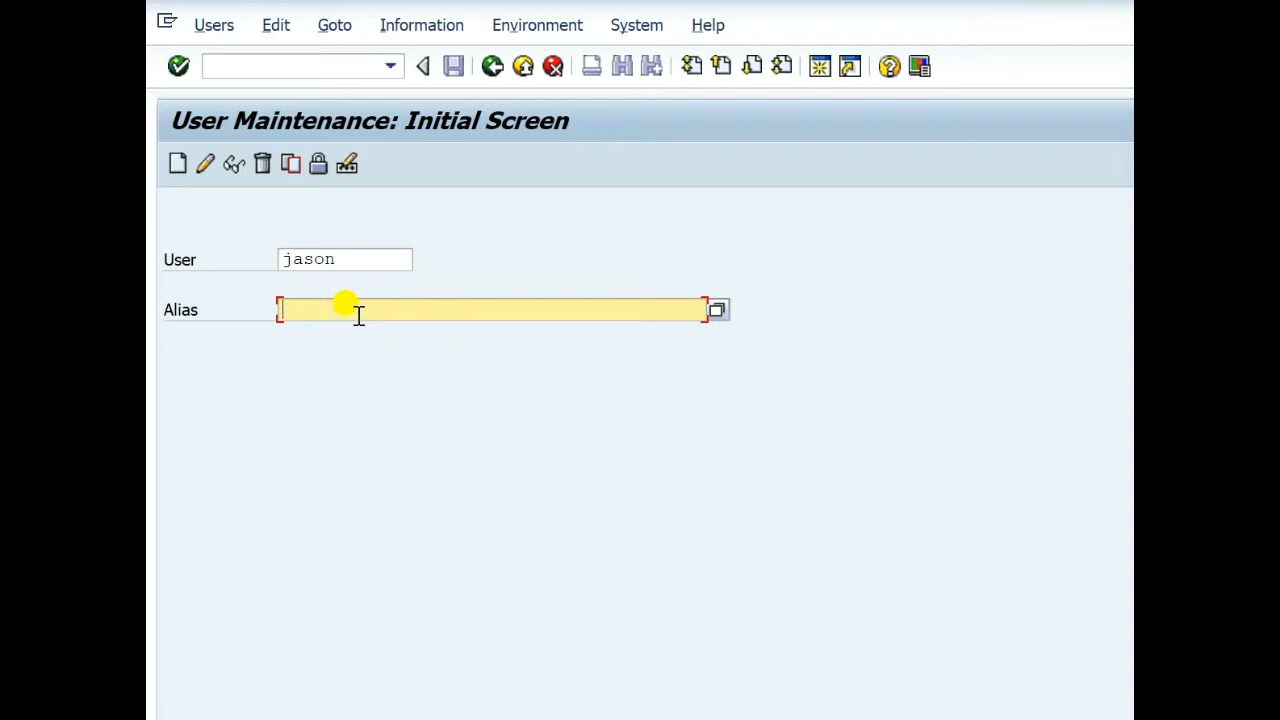 Users Edit Goto Information Environment System Help
User Maintenance: Initial Screen
User jason
Alias